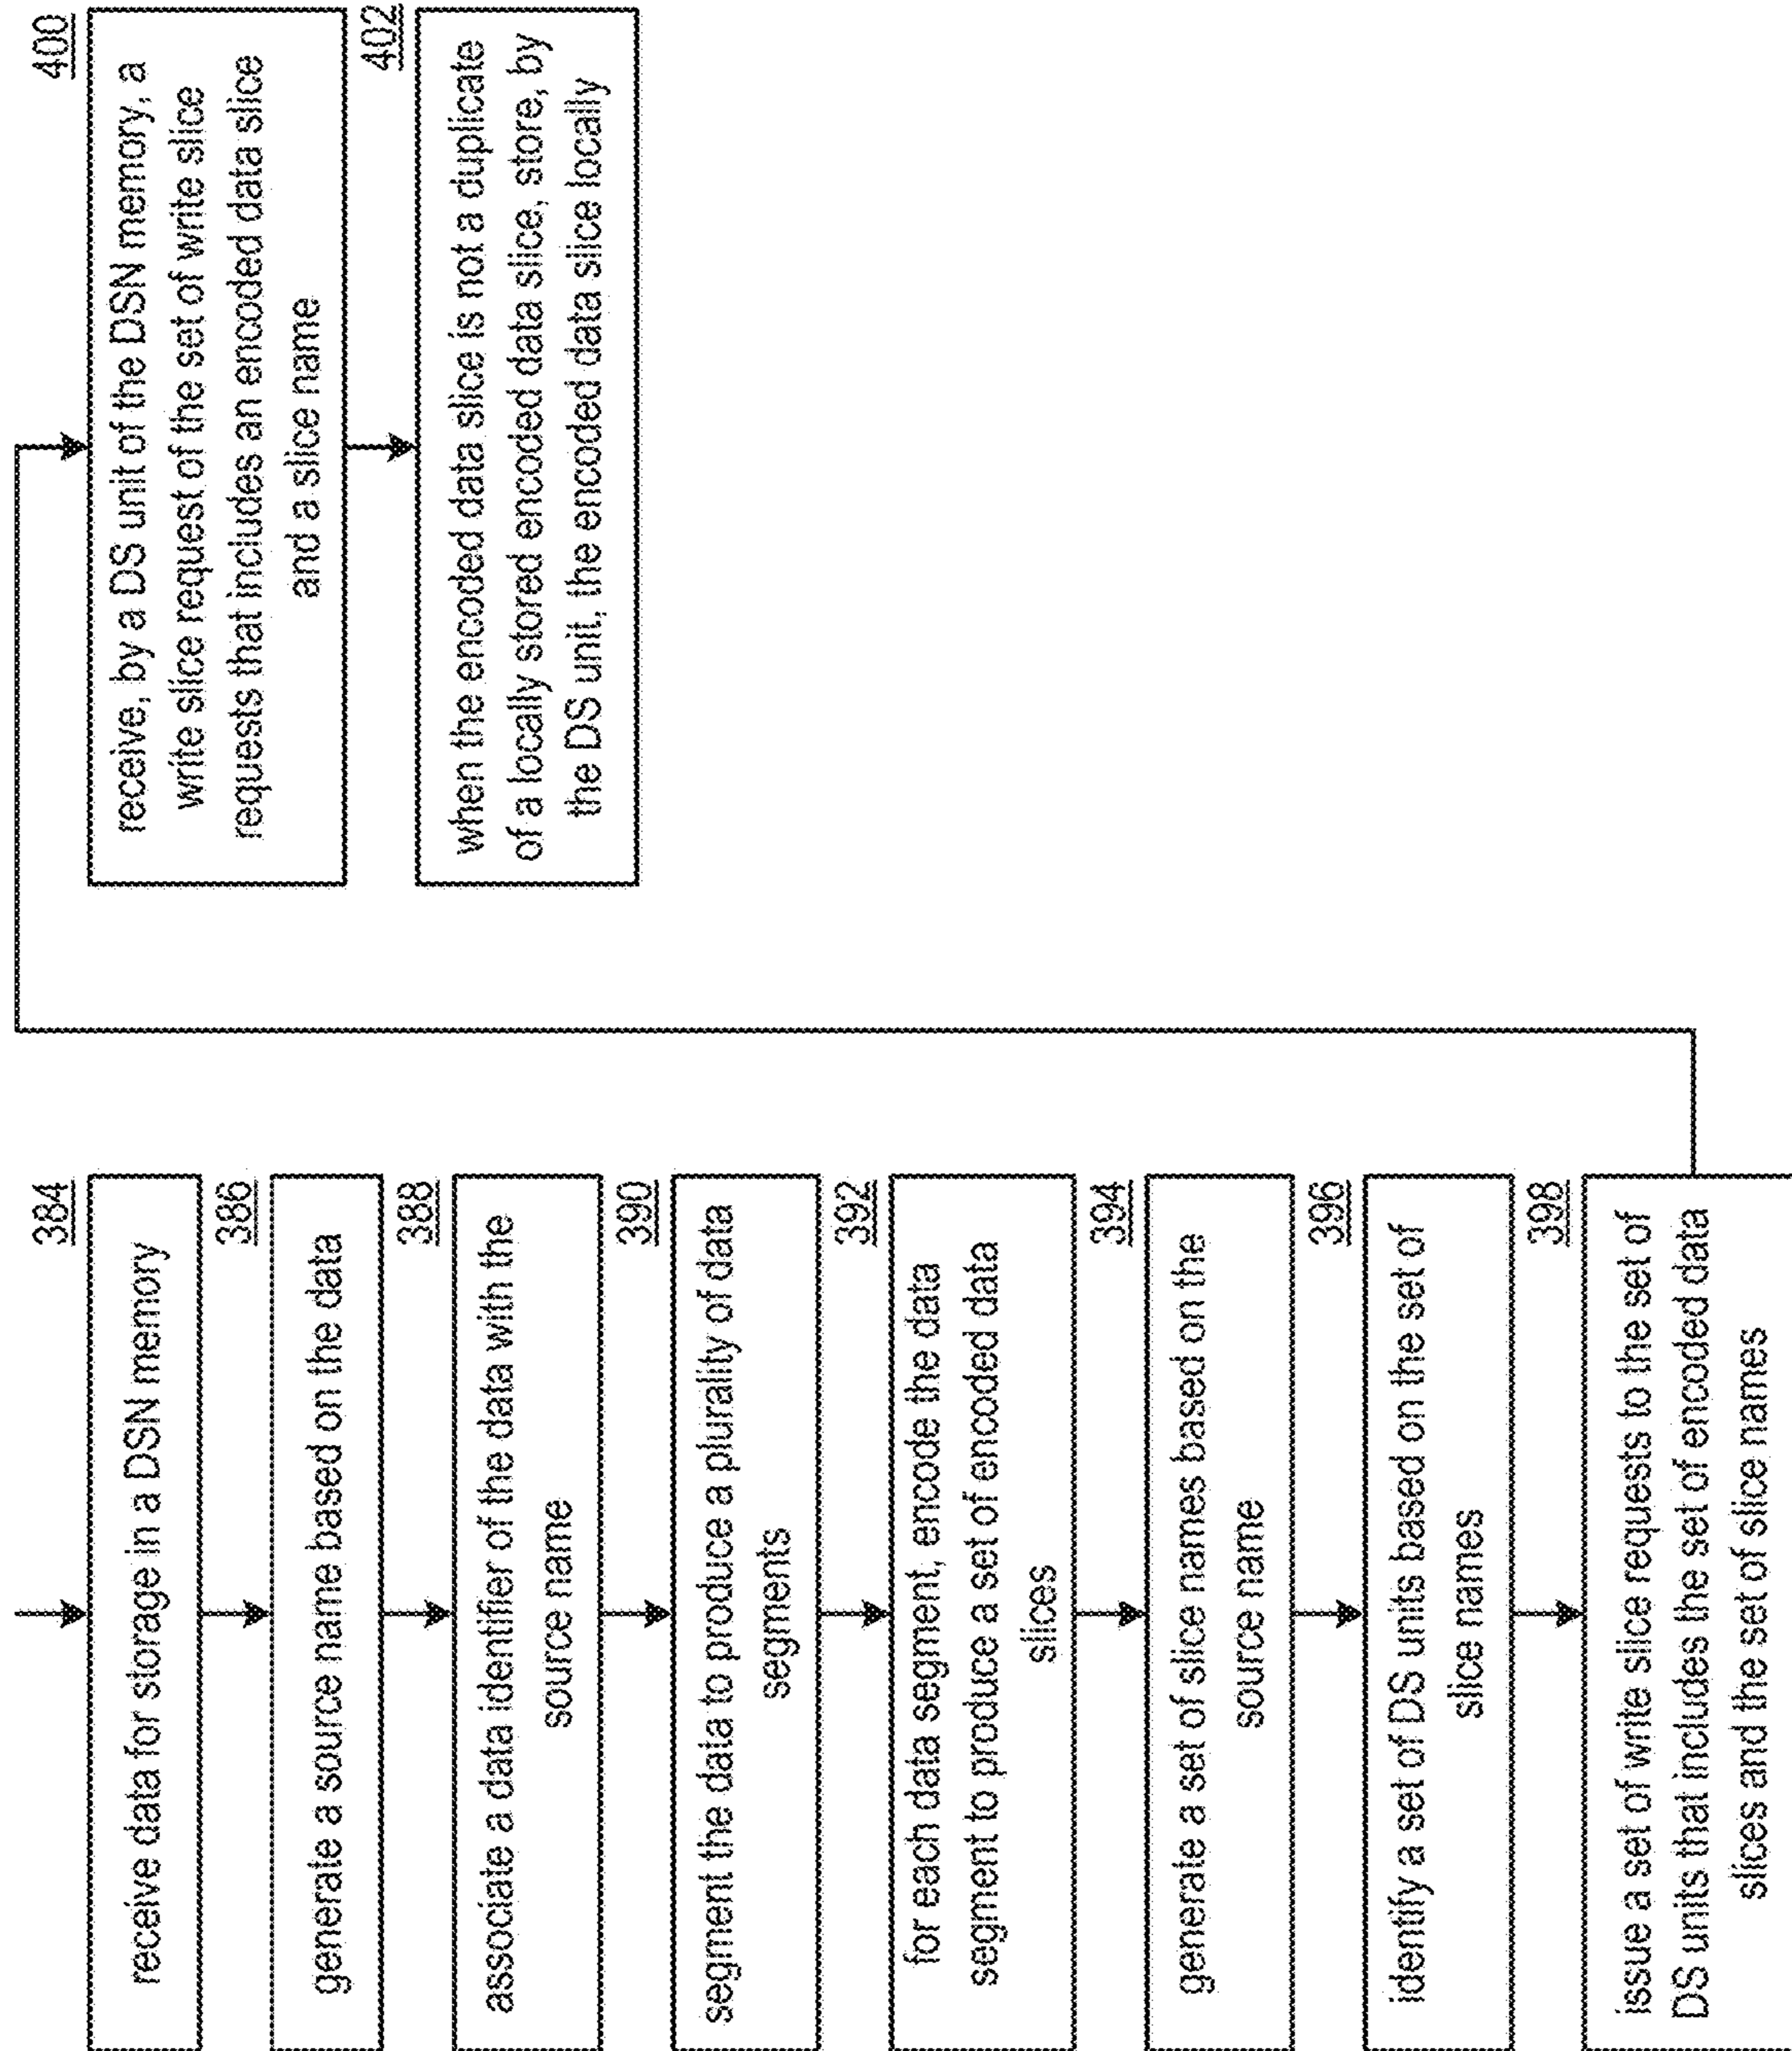 384
receive data for storage in a DSN memory
386
generate a source name based on the data
388
associate a data identifier of the data with the
source name
390
segment the data to produce a plurality of data
segments
392
for each data segment, encode the data
segment to produce a set of encoded data
slices
394
generate a set of slice names based on the
source name
396
identify a set of DS units based on the set of
slice names
398
issue a set of write slice requests to the set of
DS units that includes the set of encoded data
slices and the set of slice names
400
receive, by a DS unit of the DSN memory, a
write slice request of the set of write slice
requests that includes an encoded data slice
and a slice name
402
when the encoded data slice is not a duplicate
of a locally stored encoded data slice, store, by
the DS unit, the encoded data slice locally